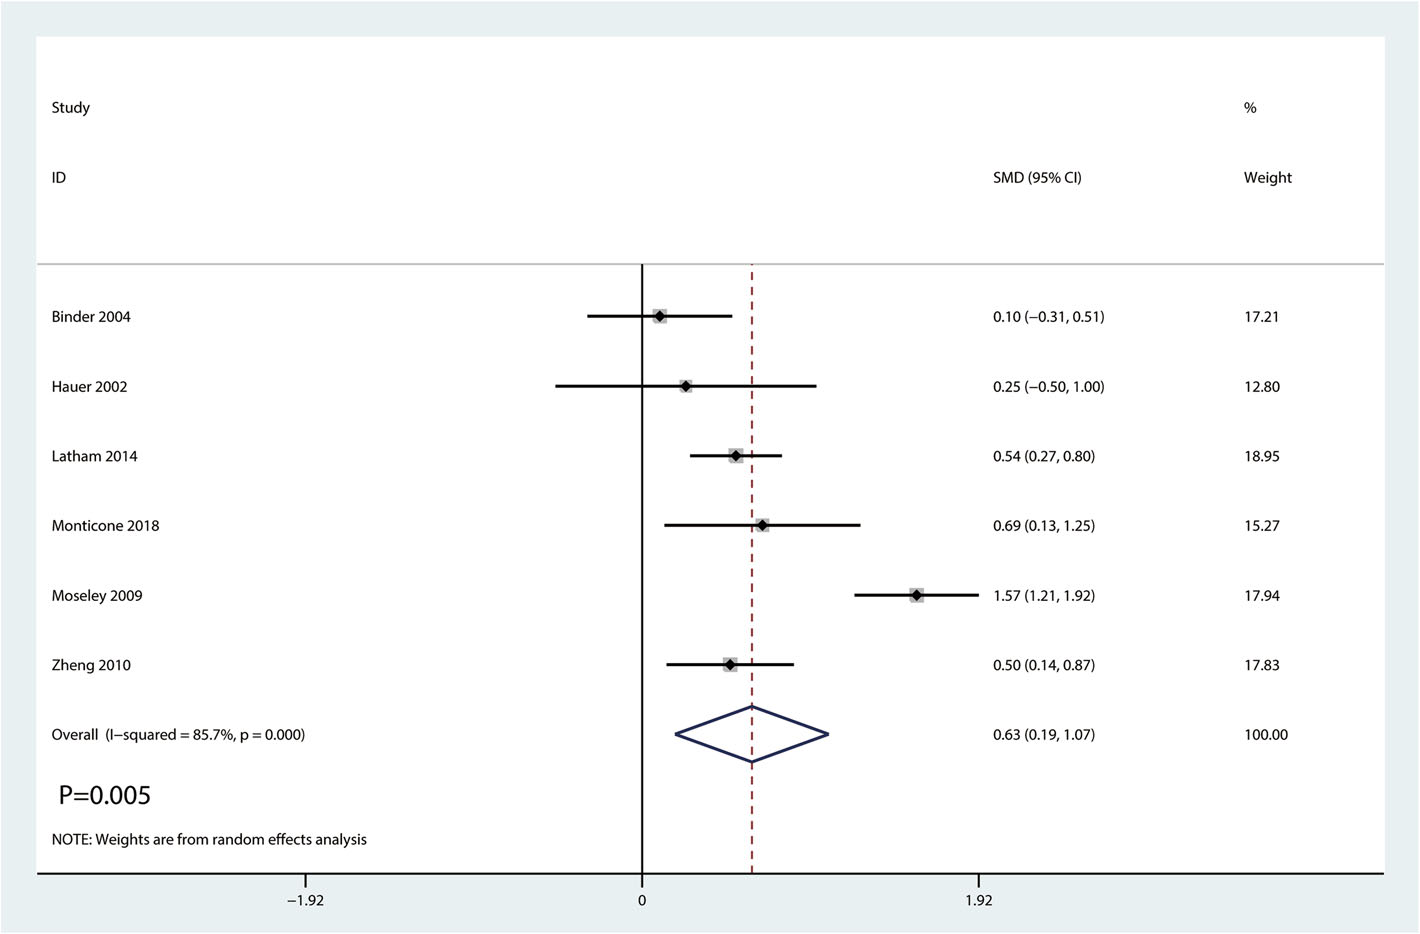 Study %
ID SMD (95% CI) Weight
Binder 2004 0.10 (−0.31, 0.51) 17.21
Hauer 2002 0.25 (−0.50, 1.00) 12.80
Latham 2014 0.54 (0.27, 0.80) 18.95
Monticone 2018 0.69 (0.13, 1.25) 15.27
Moseley 2009 1.57 (1.21, 1.92) 17.94
Zheng 2010 0.50 (0.14, 0.87) 17.83
Overall (I−squared = 85.7%, p = 0.000) 0.63 (0.19, 1.07) 100.00
P=0.005
NOTE: Weights are from random effects analysis
−1.92 0 1.92